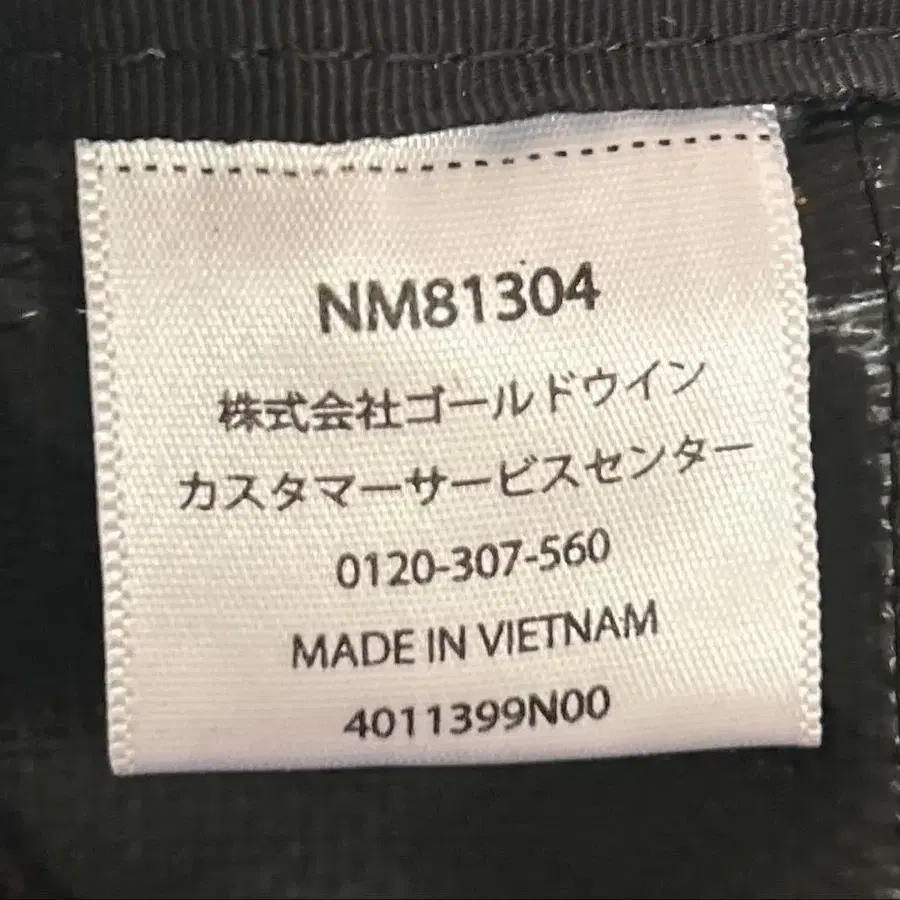 NM81304
株式会社ゴールドウイン
カスタマーサービスセンター
0120-307-560
MADE IN VIETNAM
4011399N00